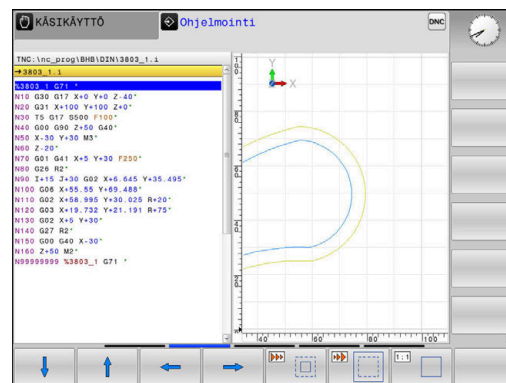 KÄSIKÄYTTÖ
Ohjelmointi
DNC
TNC:\nc_prog\BHB\DIN\3803_1.i
→3803_1.i
%3803_1 G71 *
N10 G30 G17 X+0 Y+0 Z-40*
N20 G31 X+100 Y+100 Z+0*
N30 T5 G17 S500 F100*
N40 G00 G90 Z+50 G40*
N50 X-30 Y+30 M3*
N60 Z-20*
N70 G01 G41 X+5 Y+30 F250*
N80 G26 R2*
N90 I+15 J+30 G02 X+6.645 Y+35.495*
N100 G06 X+55.55 Y+69.488*
N110 G02 X+58.995 Y+30.025 R+20*
N120 G03 X+19.732 Y+21.191 R+75*
N130 G02 X+5 Y+30*
N140 G27 R2*
N150 G00 G40 X-30*
N160 Z+50 M2*
N99999999 %3803_1 G71 *
Y
X
40
60
80
100
1:1